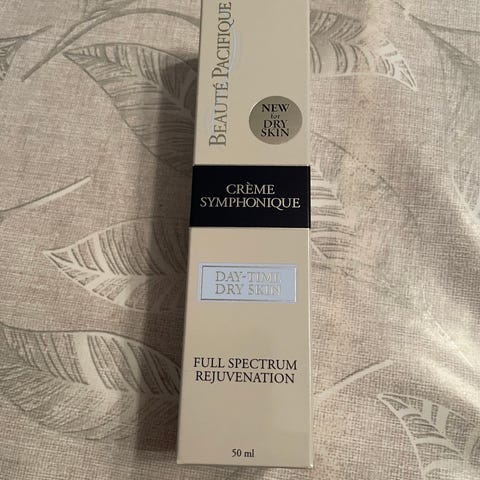 BEAUTÉ PACIFIQUE
NEW
for
DRY
SKIN
CRÈME
SYMPHONIQUE
DAY-TIME
DRY SKIN
FULL SPECTRUM
REJUVENATION
50 ml